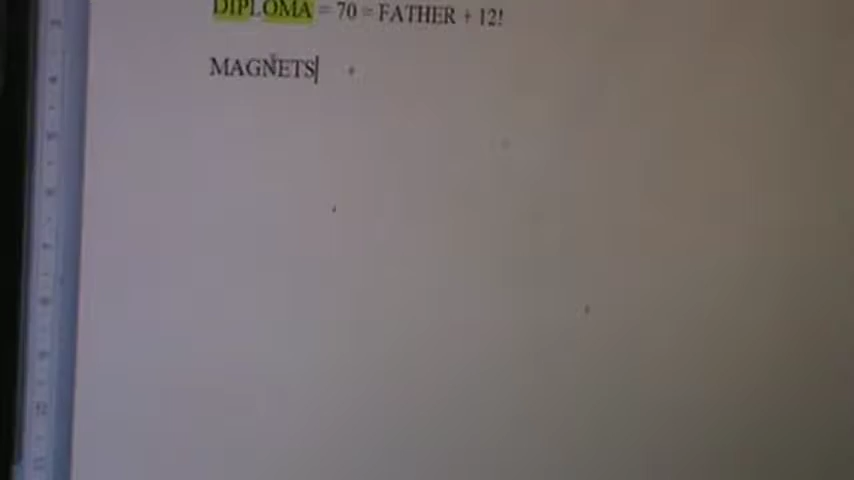 DIPLOMA = 70 = FATHER + 12!
MAGNETS